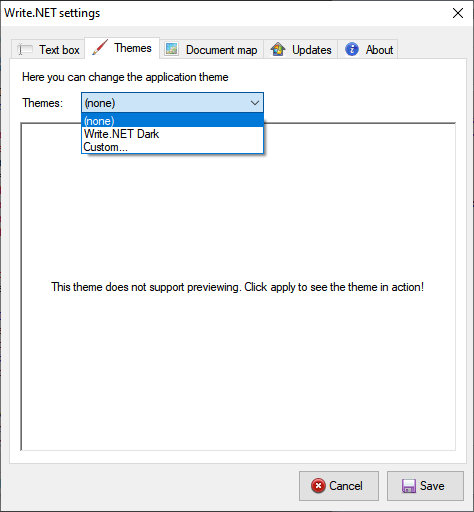 Write.NET settings
Text box Themes Document map Updates About
Here you can change the application theme
Themes: (none)
(none)
Write.NET Dark
Custom...
This theme does not support previewing. Click apply to see the theme in action!
Cancel Save